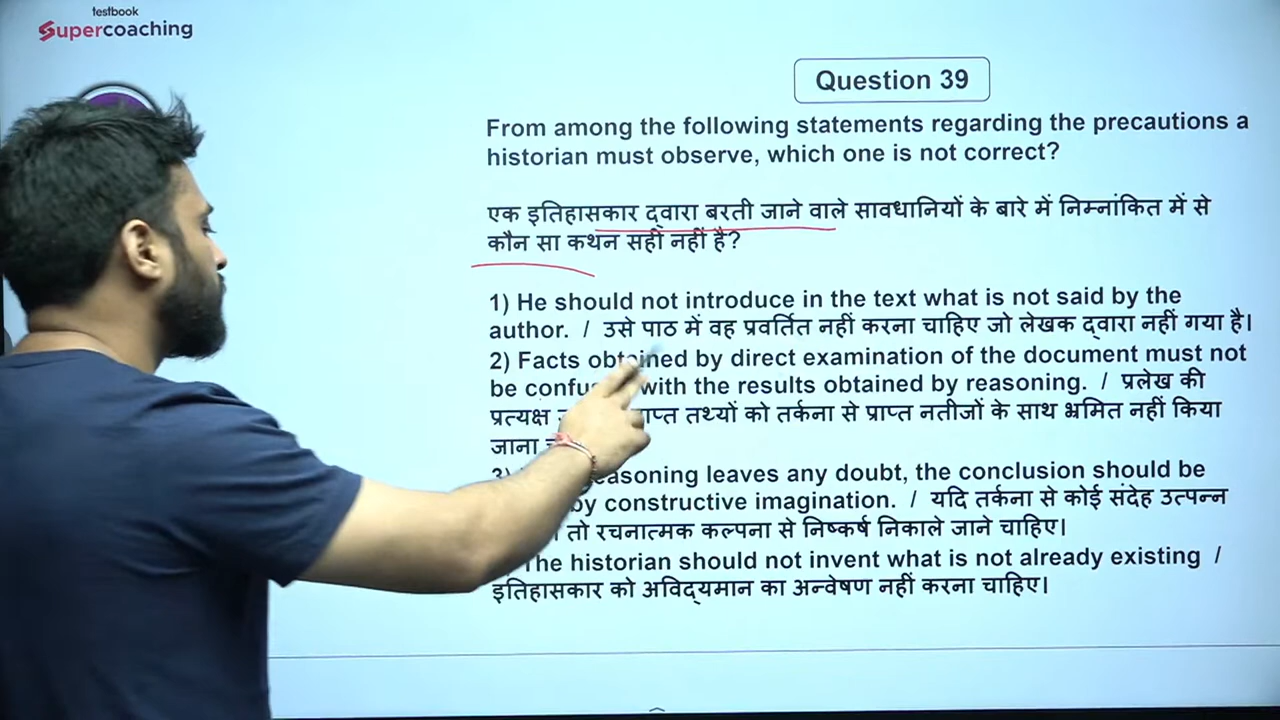 testbook
Supercoaching
Question 39
From among the following statements regarding the precautions a
historian must observe, which one is not correct?
एक इतिहासकार द्वारा बरती जाने वाले सावधानियों के बारे में निम्नांकित में से
कौन सा कथन सही नहीं है?
1) He should not introduce in the text what is not said by the
author. / उसे पाठ में वह प्रवर्तित नहीं करना चाहिए जो लेखक द्वारा नहीं गया है।
2) Facts obtained by direct examination of the document must not
be with the results obtained by reasoning. / प्रलेख की
प्रत्यक्ष तथ्यों को तर्कना से प्राप्त नतीजों के साथ भ्रमित नहीं किया
जाना
3) leaves any doubt, the conclusion should be
by constructive imagination. / यदि तर्कना से कोई संदेह उत्पन्न
तो रचनात्मक कल्पना से निष्कर्ष निकाले जाने चाहिए।
The historian should not invent what is not already existing /
इतिहासकार को अविद्यमान का अन्वेषण नहीं करना चाहिए।